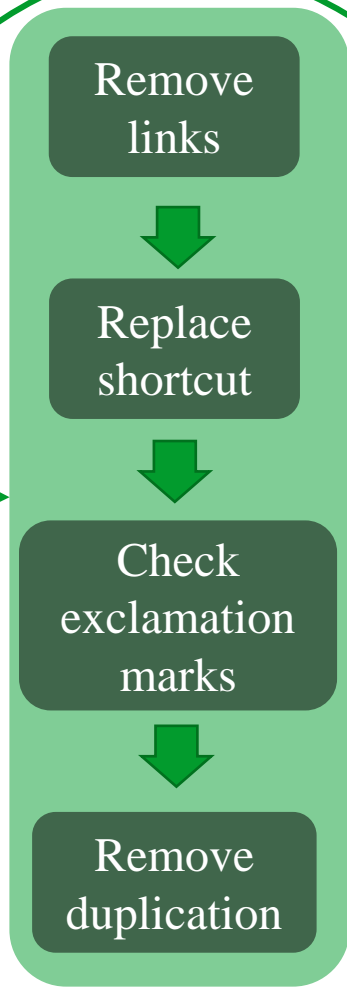 Remove
links
Replace
shortcut
Check
exclamation
marks
Remove
duplication